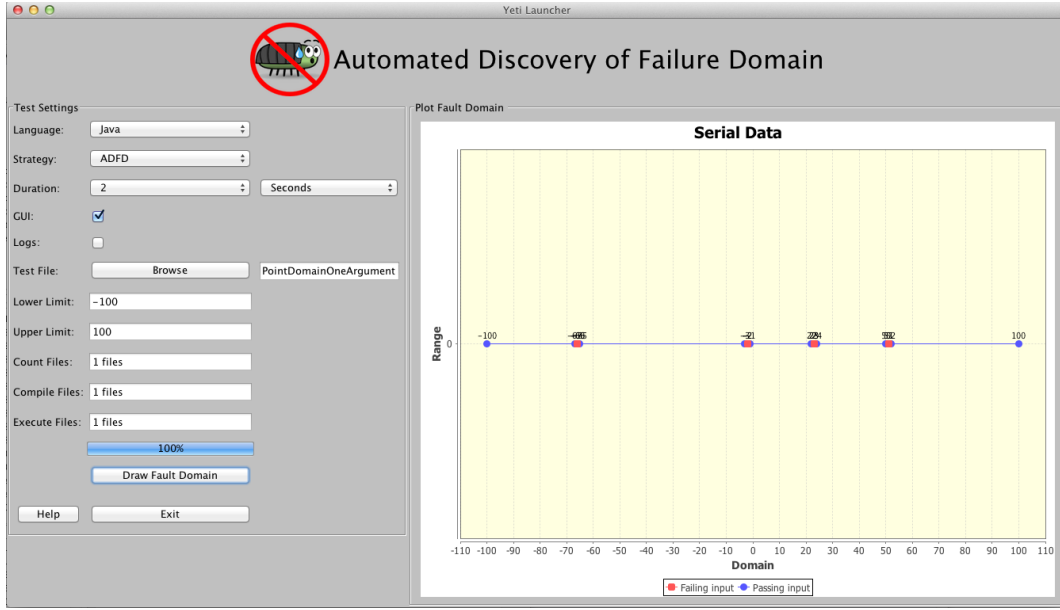 Yeti Launcher
Automated Discovery of Failure Domain
Test Settings
Language: Java
Strategy: ADFD
Duration: 2 Seconds
GUI:
Logs:
Test File: Browse PointDomainOneArgument
Lower Limit: -100
Upper Limit: 100
Count Files: 1 files
Compile Files: 1 files
Execute Files: 1 files
100%
Draw Fault Domain
Help Exit
Plot Fault Domain
Serial Data
Range
0
-100
100
-110 -100 -90 -80 -70 -60 -50 -40 -30 -20 -10 0 10 20 30 40 50 60 70 80 90 100 110
Domain
Failing input Passing input